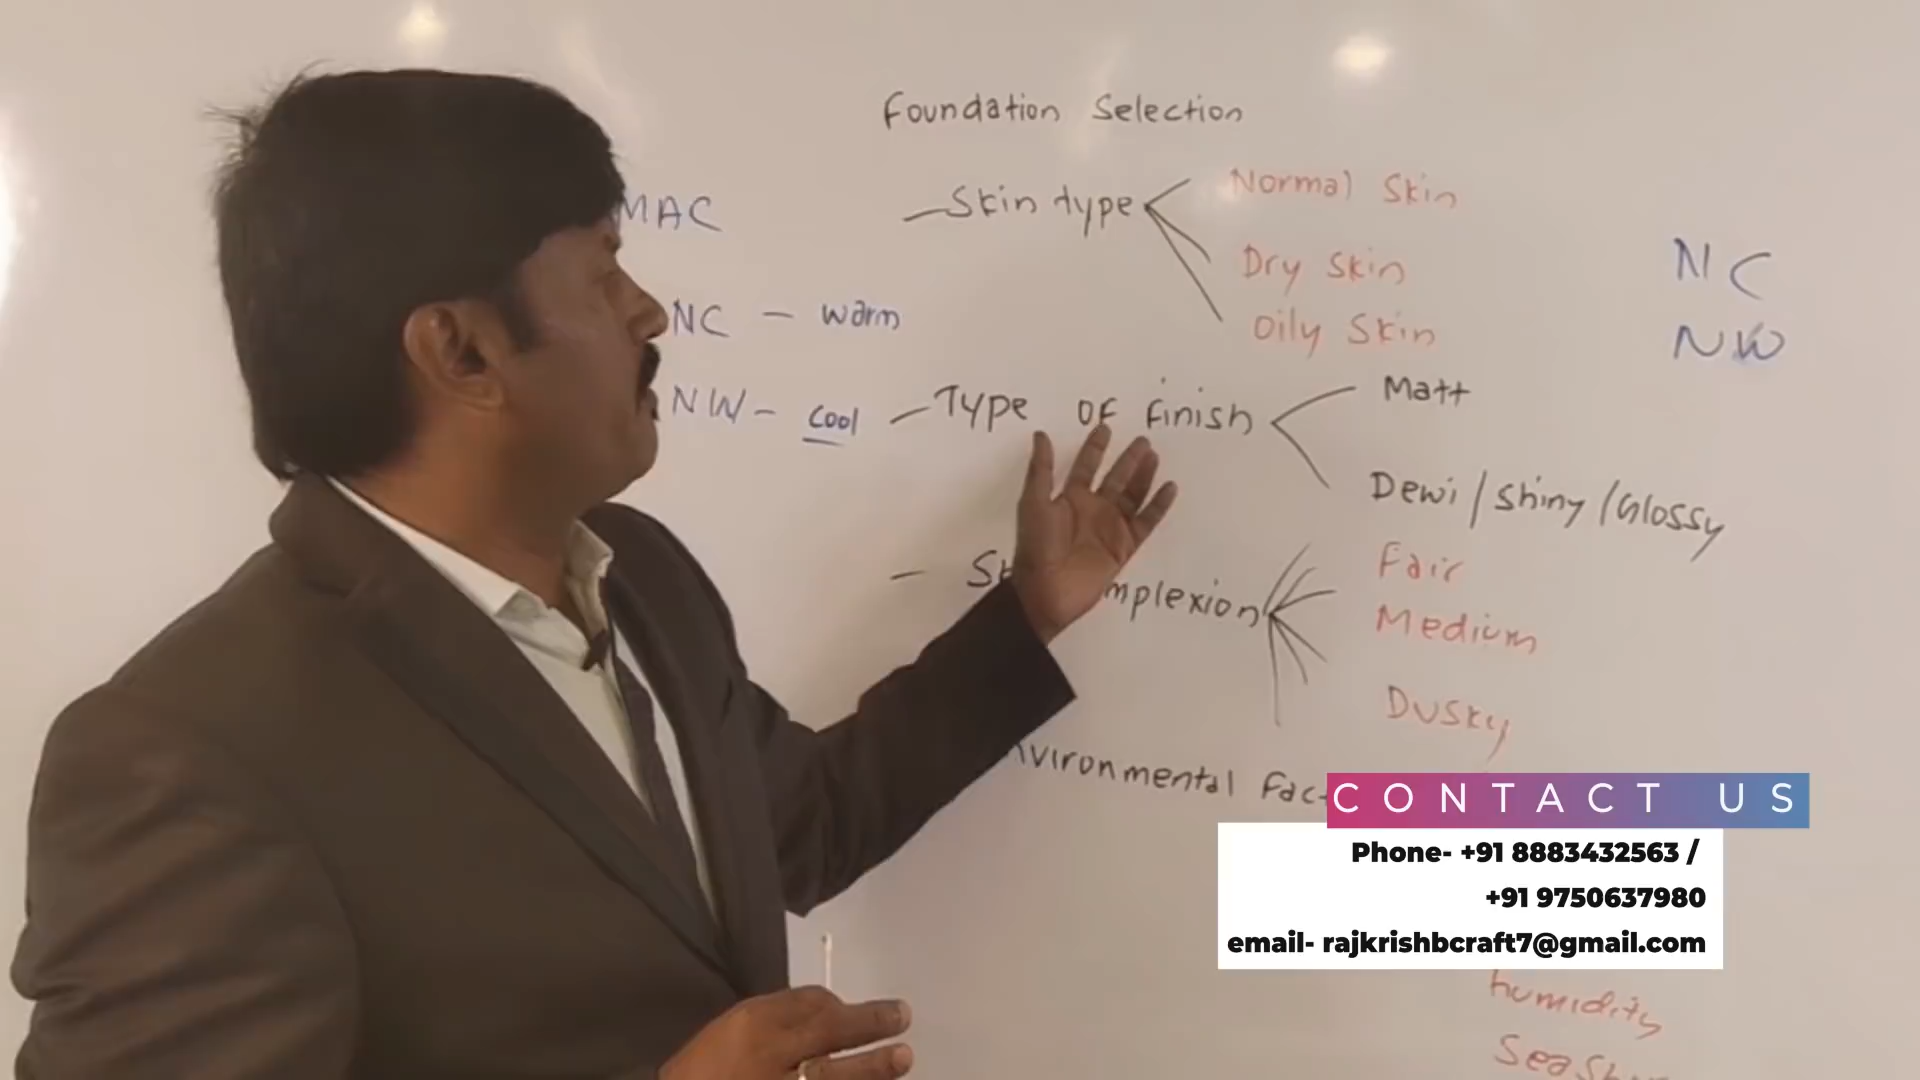 Foundation Selection
MAC
NC - warm
NW - cool
- Skin type
Normal Skin
Dry Skin
Oily Skin
NC
NW
- Type OF finish
Matt
Dewi / Shiny / Glossy
Fair
Medium
Dusky
CONTACT US
Phone- +91 8883432563 /
+91 9750637980
email- rajkrishbcraft7@gmail.com
humidity